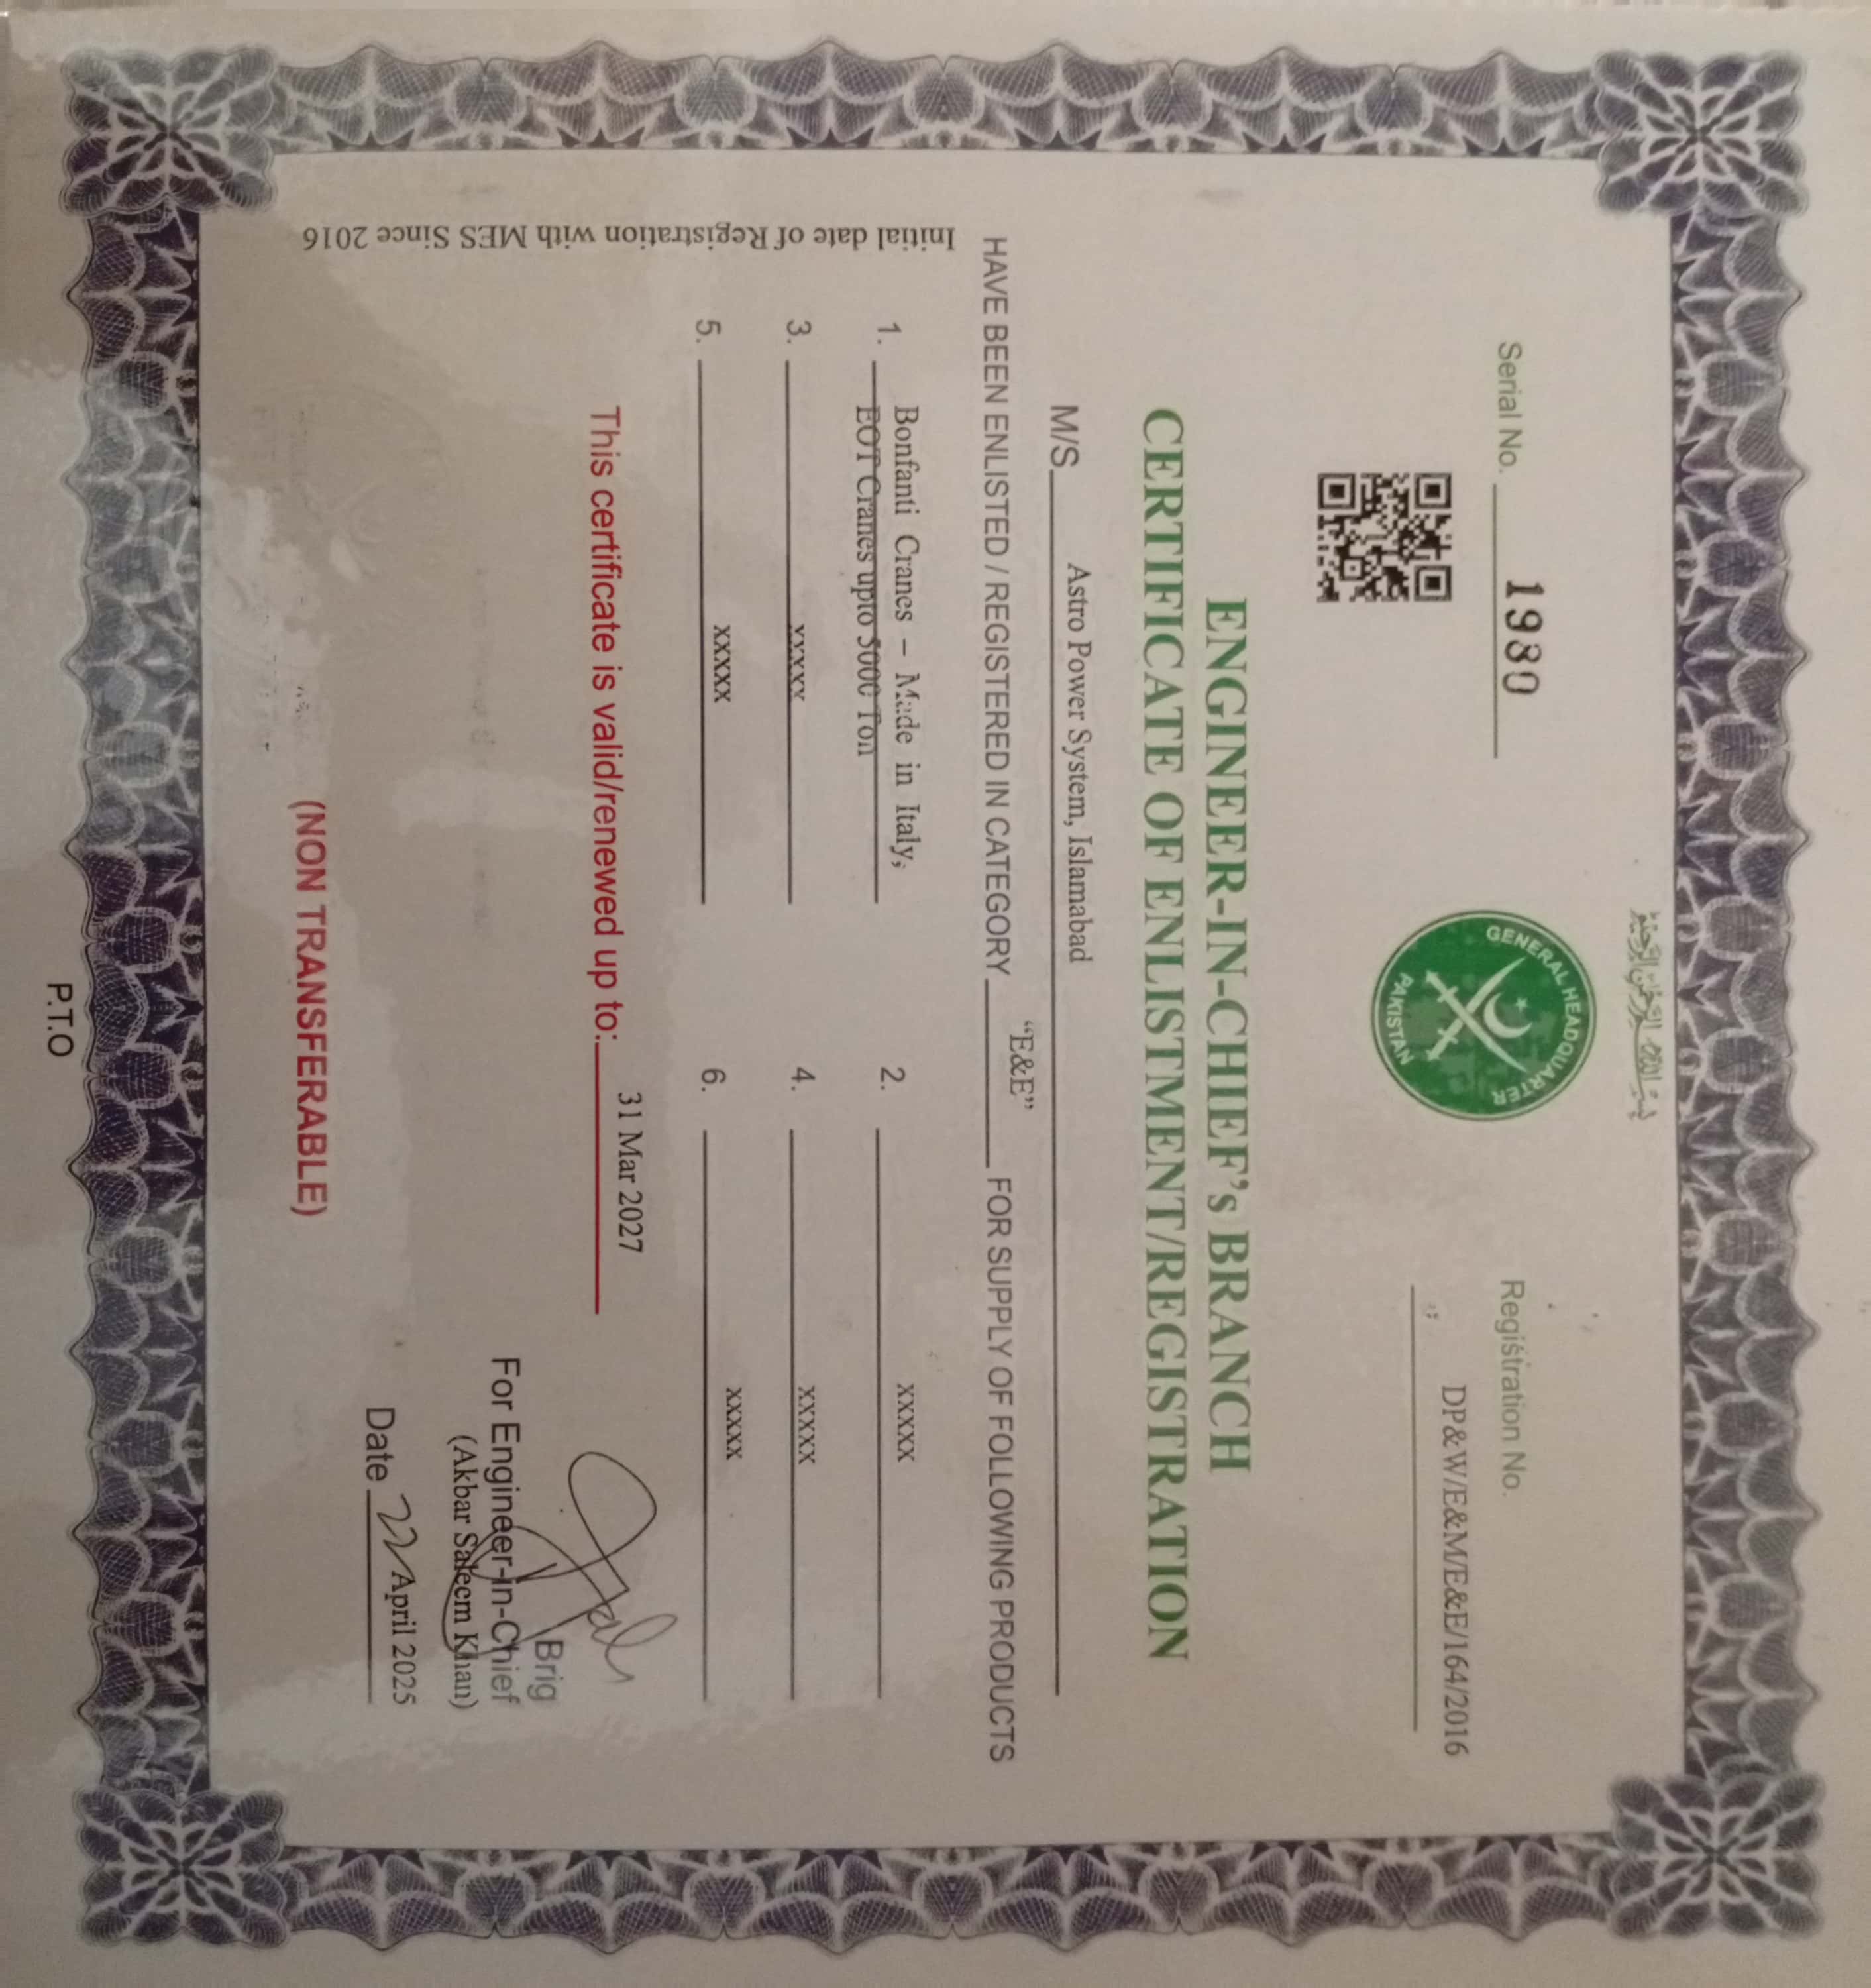 بسم اللہ الرحمن الرحیم
Serial No. 1980
GENERAL HEADQUARTER
PAKISTAN
Registration No.
DP&W/E&M/E&E/164/2016
ENGINEER-IN-CHIEF's BRANCH
CERTIFICATE OF ENLISTMENT/REGISTRATION
M/S Astro Power System, Islamabad
HAVE BEEN ENLISTED / REGISTERED IN CATEGORY "E&E" FOR SUPPLY OF FOLLOWING PRODUCTS
1. Bonfanti Cranes – Made in Italy,
EOT Cranes upto 5000 Ton
2. xxxxx
3. xxxxx
4. xxxxx
5. xxxxx
6. xxxxx
Initial date of Registration with MES Since 2016
This certificate is valid/renewed up to: 31 Mar 2027
Brig
For Engineer-in-Chief
(Akbar Saleem Khan)
Date 22 April 2025
(NON TRANSFERABLE)
P.T.O